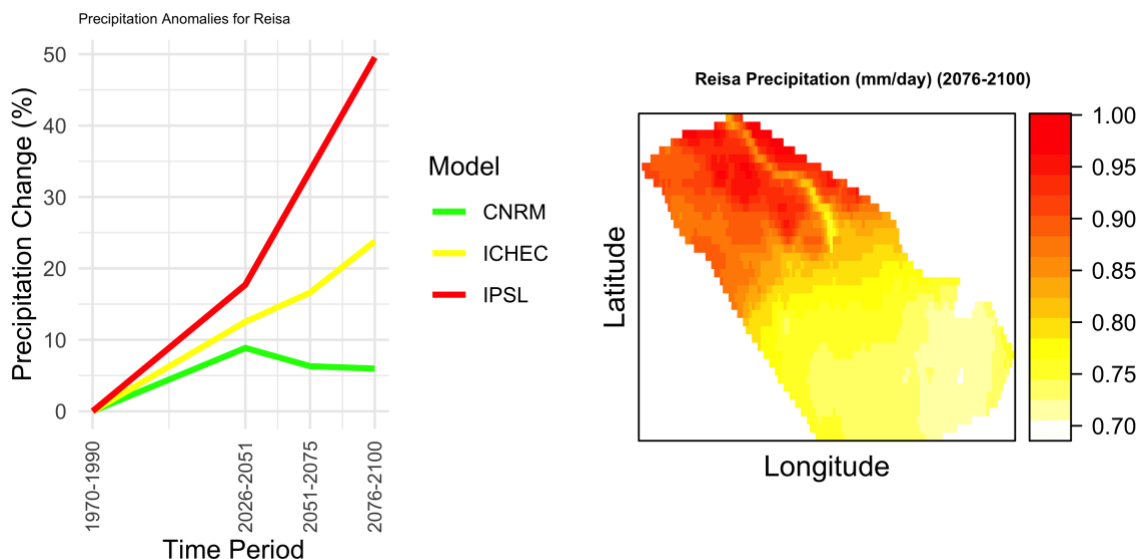 Precipitation Anomalies for Reisa
Precipitation Change (%)
50
40
30
20
10
0
1970-1990
2026-2051
2051-2075
2076-2100
Time Period
Model
CNRM
ICHEC
IPSL
Reisa Precipitation (mm/day) (2076-2100)
Latitude
Longitude
1.00
0.95
0.90
0.85
0.80
0.75
0.70